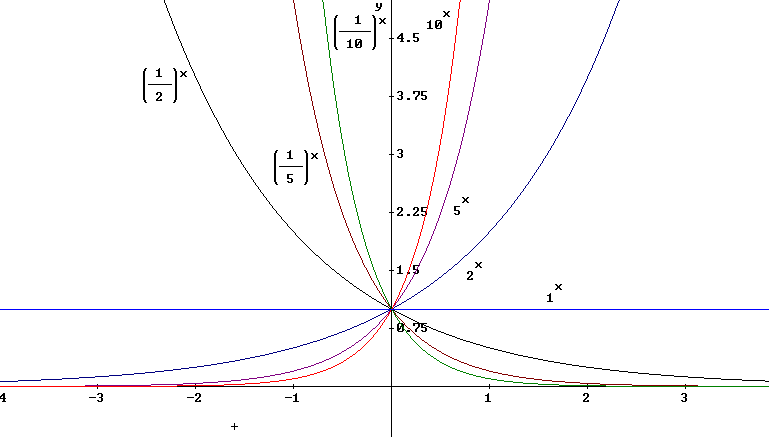 y
(1/10)^x
10^x
4.5
(1/2)^x
3.75
3
(1/5)^x
2.25
5^x
1.5
2^x
1^x
0.75
4 -3 -2 -1 1 2 3
+